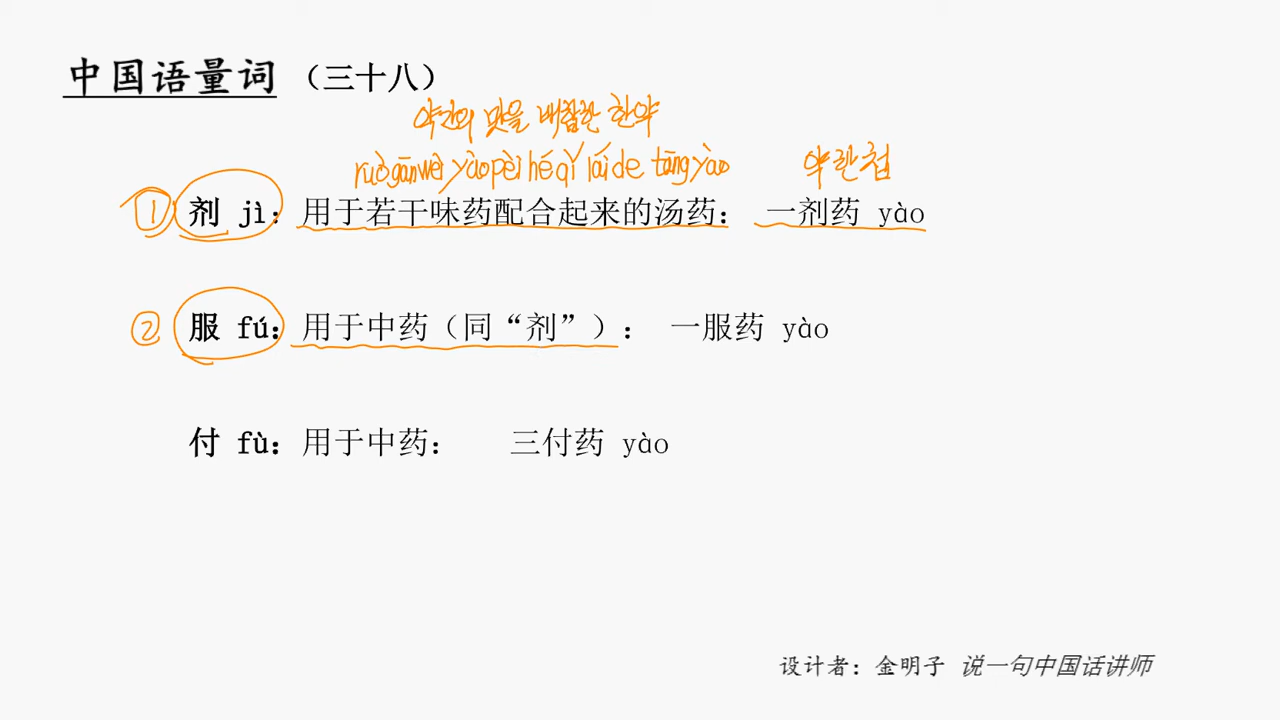 中国语量词（三十八）
약간의 맛을 배합한 한약
ruògānwèi yàopèi héqǐ láide tāngyào 약 한 첩
① 剂 jì：用于若干味药配合起来的汤药： 一剂药 yào
② 服 fú：用于中药（同“剂”）： 一服药 yào
付 fù：用于中药： 三付药 yào
设计者：金明子 说一句中国话讲师